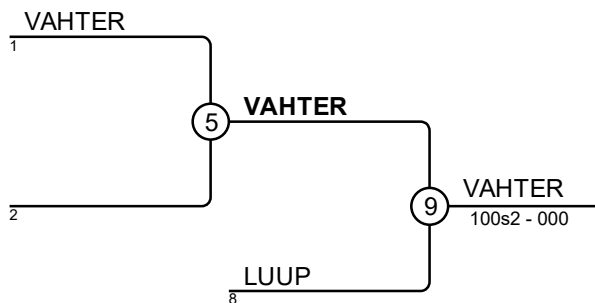 VAHTER
1
5
VAHTER
2
9
VAHTER
100s2 - 000
LUUP
8